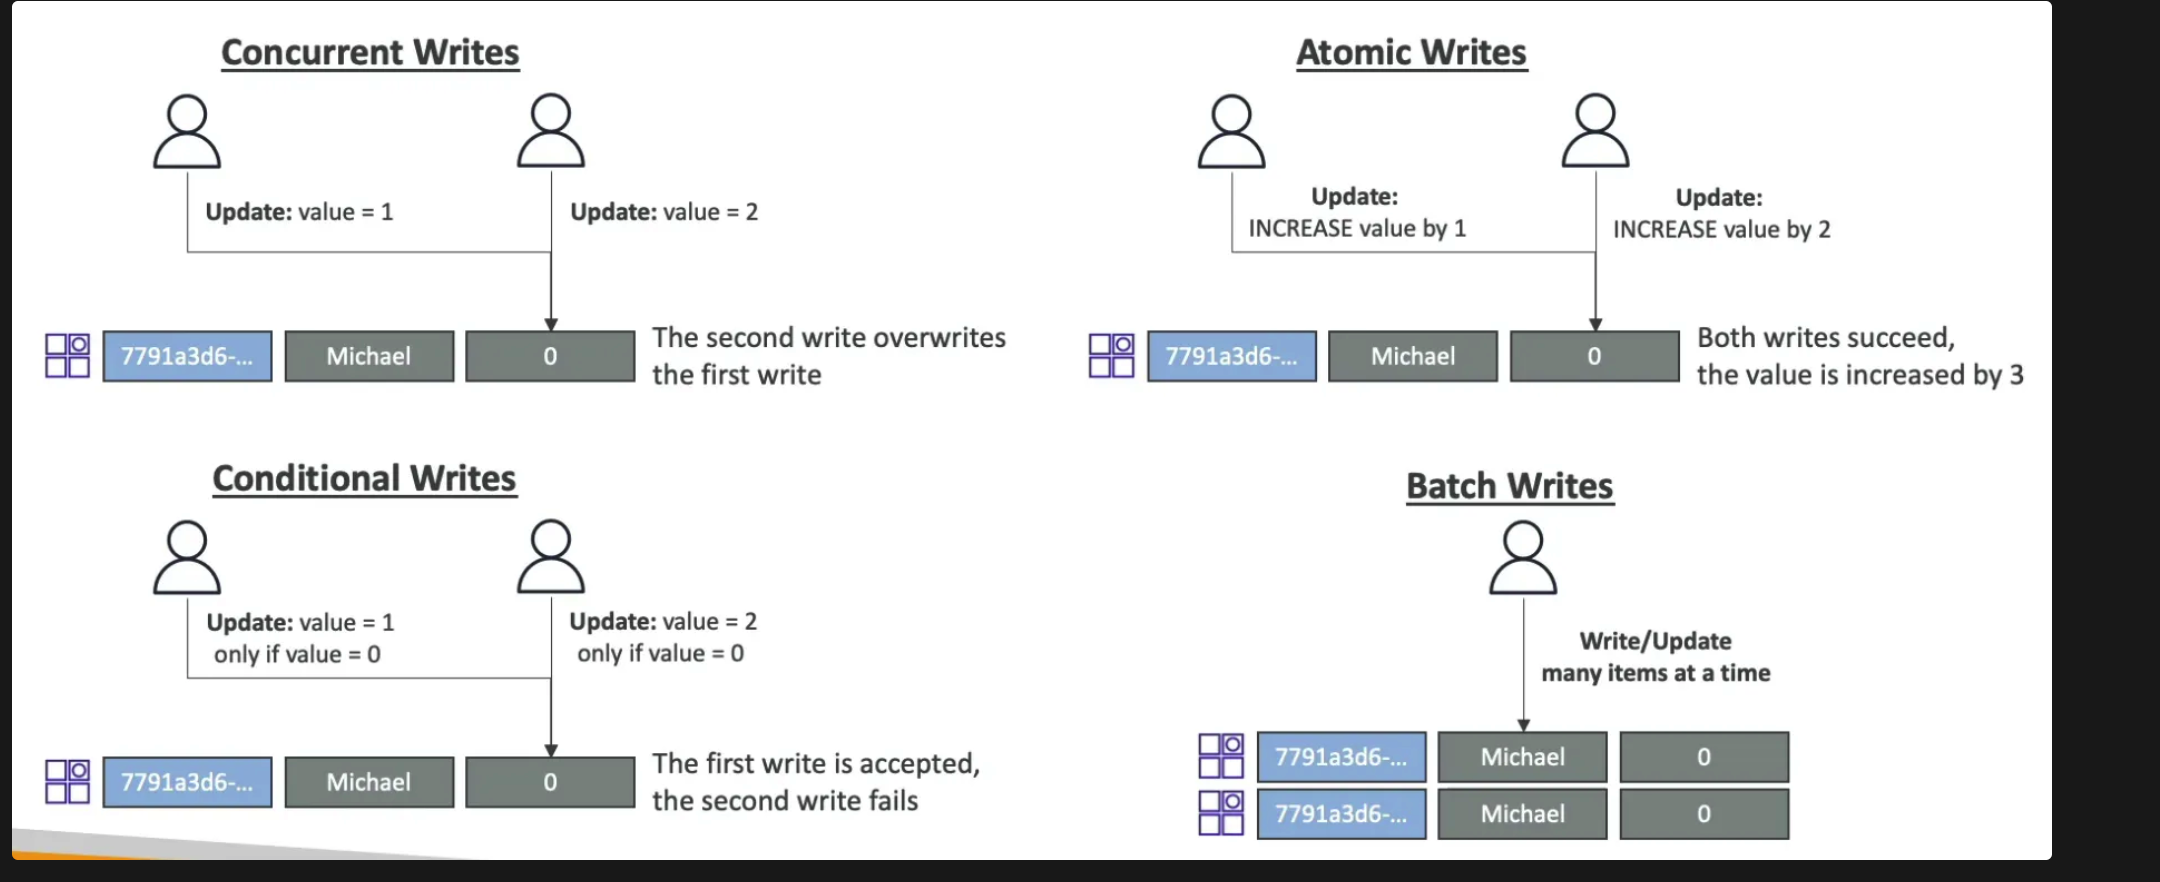 Concurrent Writes
Update: value = 1
Update: value = 2
7791a3d6-...
Michael
0
The second write overwrites
the first write
Atomic Writes
Update:
INCREASE value by 1
Update:
INCREASE value by 2
7791a3d6-...
Michael
0
Both writes succeed,
the value is increased by 3
Conditional Writes
Update: value = 1
only if value = 0
Update: value = 2
only if value = 0
7791a3d6-...
Michael
0
The first write is accepted,
the second write fails
Batch Writes
Write/Update
many items at a time
7791a3d6-...
Michael
0
7791a3d6-...
Michael
0